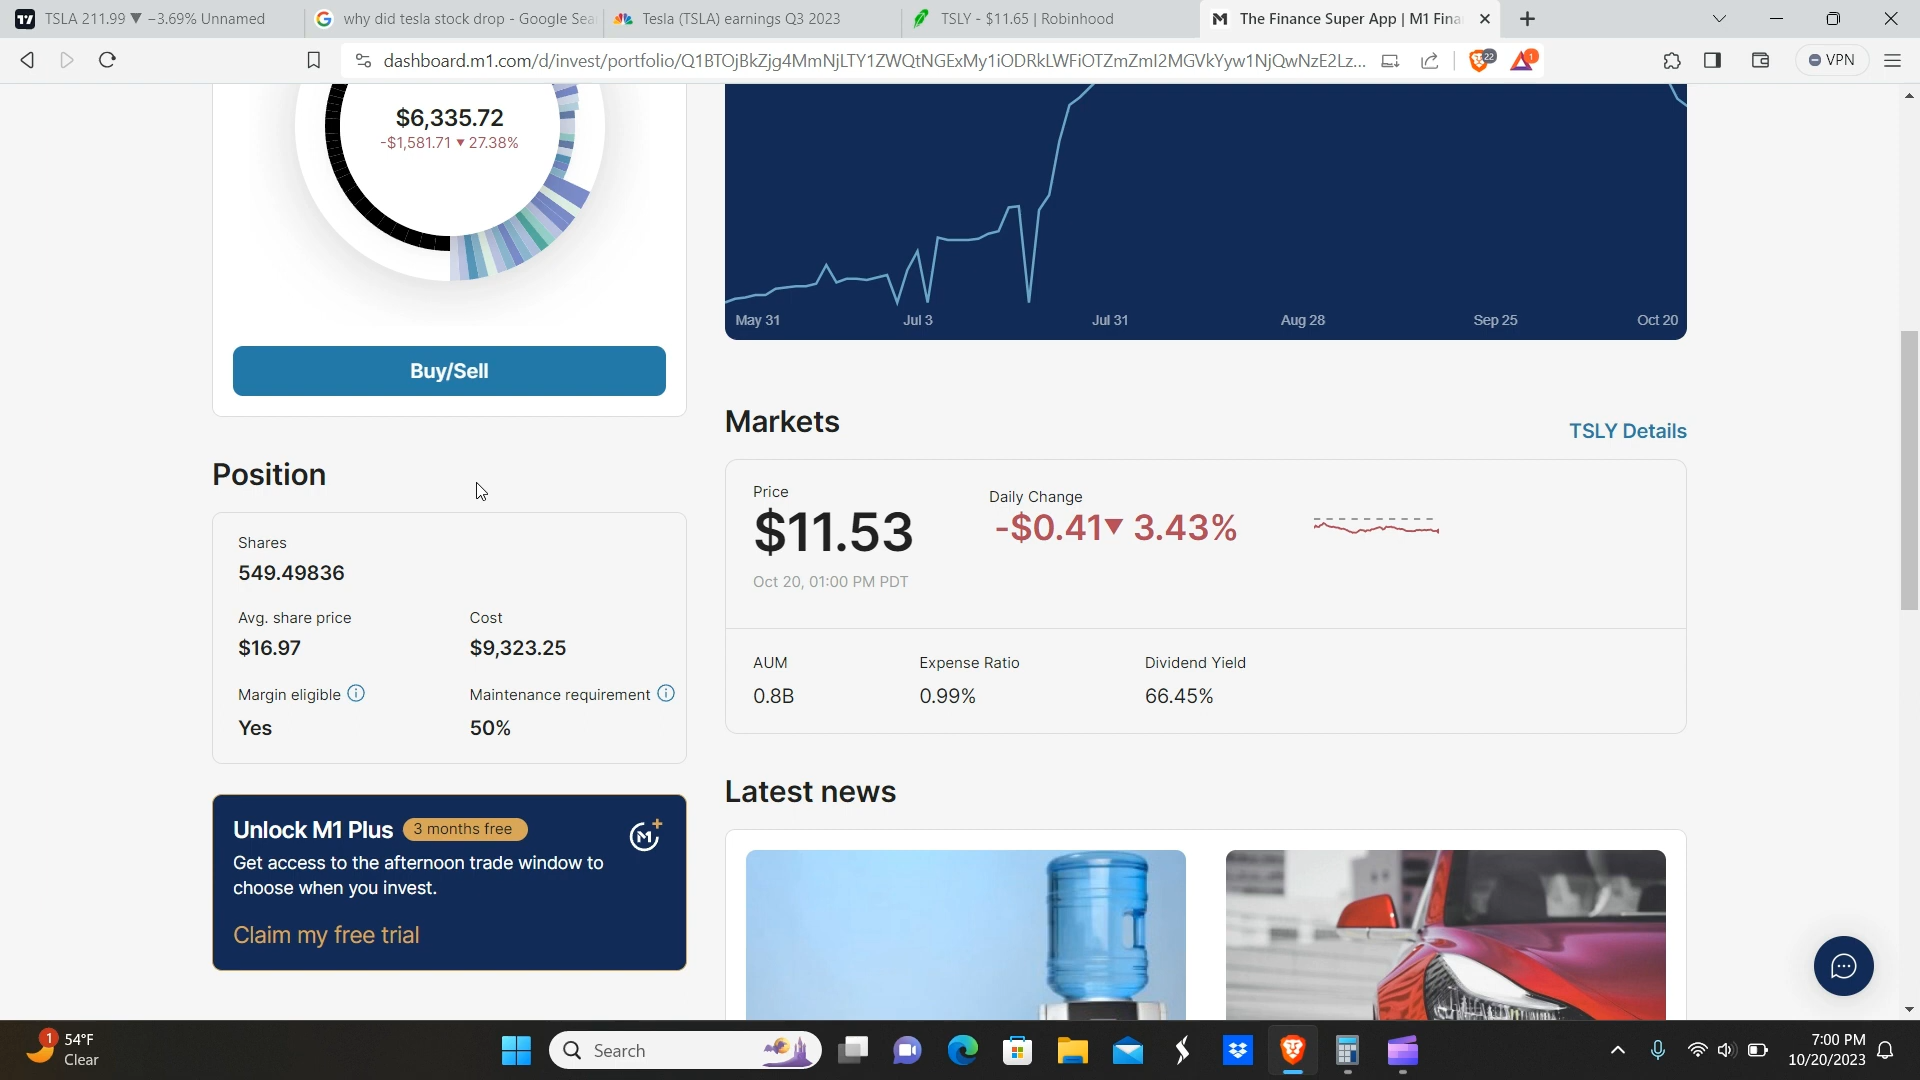 TSLA 211.99 ▼ −3.69% Unnamed
why did tesla stock drop - Google Sea
Tesla (TSLA) earnings Q3 2023
TSLY - $11.65 | Robinhood
The Finance Super App | M1 Fina
dashboard.m1.com/d/invest/portfolio/Q1BTOjBkZjg4MmNjLTY1ZWQtNGExMy1iODRkLWFiOTZmZmI2MGVkYyw1NjQwNzE2Lz...
22
1
VPN
$6,335.72
-$1,581.71 ▼ 27.38%
Buy/Sell
May 31
Jul 3
Jul 31
Aug 28
Sep 25
Oct 20
Position
Shares
549.49836
Avg. share price
$16.97
Cost
$9,323.25
Margin eligible
Yes
Maintenance requirement
50%
Unlock M1 Plus
3 months free
Get access to the afternoon trade window to
choose when you invest.
Claim my free trial
Markets
TSLY Details
Price
$11.53
Oct 20, 01:00 PM PDT
Daily Change
-$0.41▼ 3.43%
AUM
0.8B
Expense Ratio
0.99%
Dividend Yield
66.45%
Latest news
1
54°F
Clear
Search
7:00 PM
10/20/2023